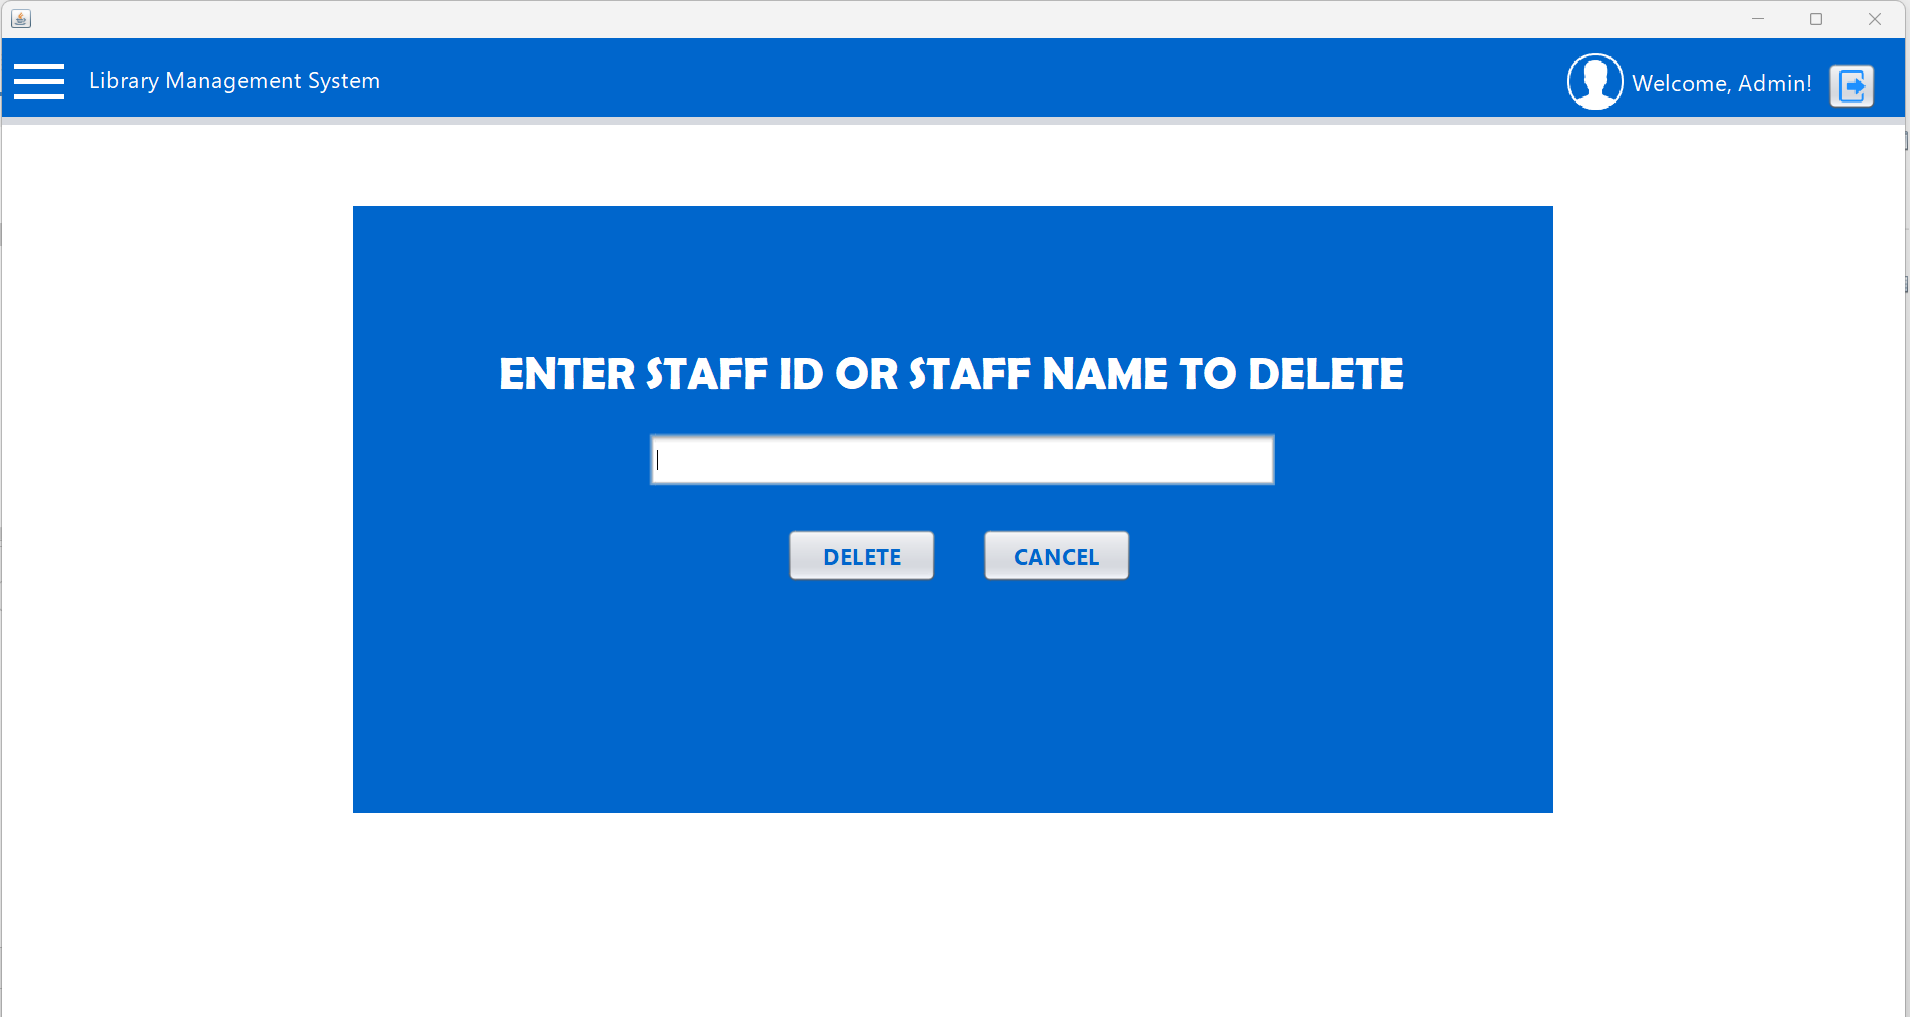 Library Management System
Welcome, Admin!
ENTER STAFF ID OR STAFF NAME TO DELETE
DELETE
CANCEL